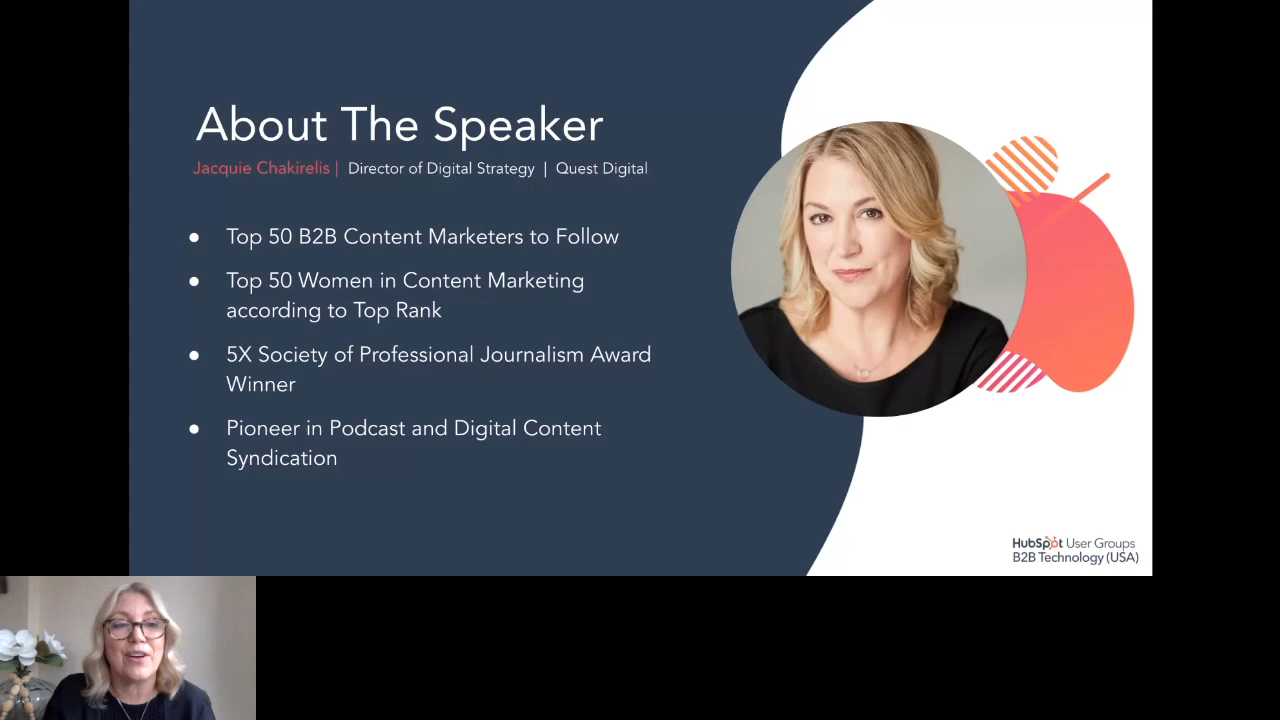 About The Speaker
Jacquie Chakirelis | Director of Digital Strategy | Quest Digital
● Top 50 B2B Content Marketers to Follow
● Top 50 Women in Content Marketing
according to Top Rank
● 5X Society of Professional Journalism Award
Winner
● Pioneer in Podcast and Digital Content
Syndication
HubSpot User Groups
B2B Technology (USA)